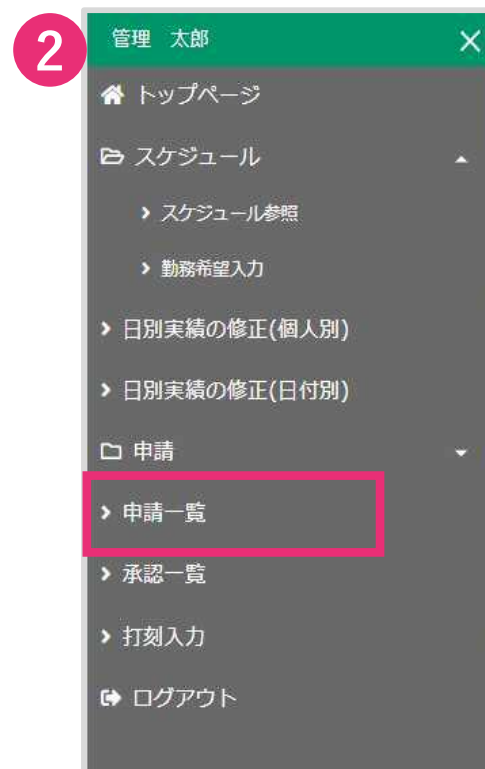 2
管理　太郎
トップページ
スケジュール
スケジュール参照
勤務希望入力
日別実績の修正(個人別)
日別実績の修正(日付別)
申請
申請一覧
承認一覧
打刻入力
ログアウト